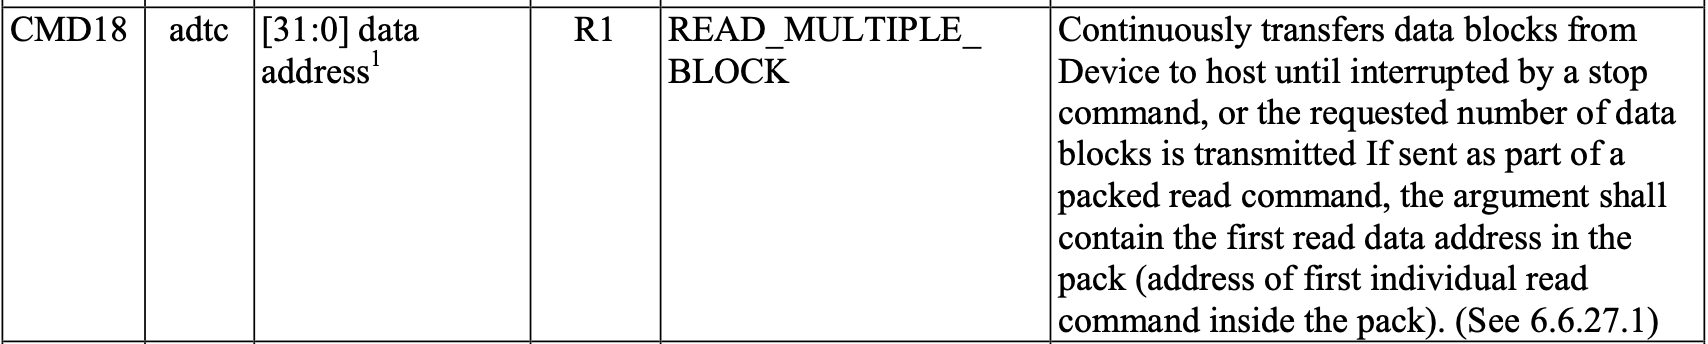 CMD18 adtc [31:0] data address¹ R1 READ_MULTIPLE_ BLOCK
Continuously transfers data blocks from
Device to host until interrupted by a stop
command, or the requested number of data
blocks is transmitted If sent as part of a
packed read command, the argument shall
contain the first read data address in the
pack (address of first individual read
command inside the pack). (See 6.6.27.1)